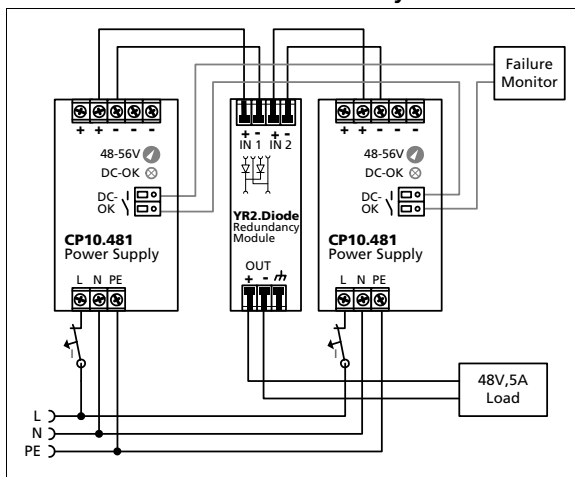 Failure
Monitor
+ + - - -
+ - + -
IN 1 IN 2
+ + - - -
48-56V
DC-OK
DC-
OK
CP10.481
Power Supply
L N PE
YR2.Diode
Redundancy
Module
OUT
+ -
48-56V
DC-OK
DC-
OK
CP10.481
Power Supply
L N PE
I
I
48V,5A
Load
L
N
PE